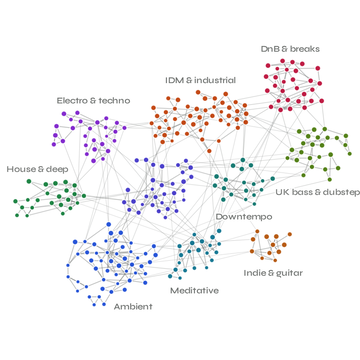 DnB & breaks
IDM & industrial
Electro & techno
House & deep
UK bass & dubstep
Downtempo
Indie & guitar
Meditative
Ambient